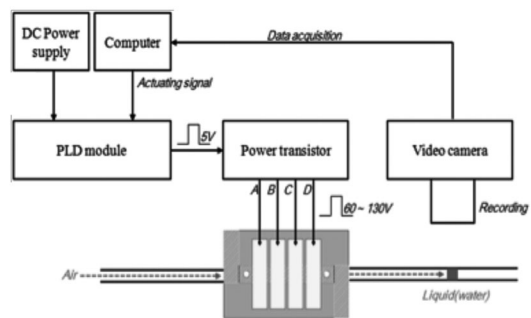 DC Power
supply
Computer
Data acquisition
Actuating signal
PLD module
5V
Power transistor
Video camera
A B C D
60 ~ 130V
Recording
Air
Liquid(water)